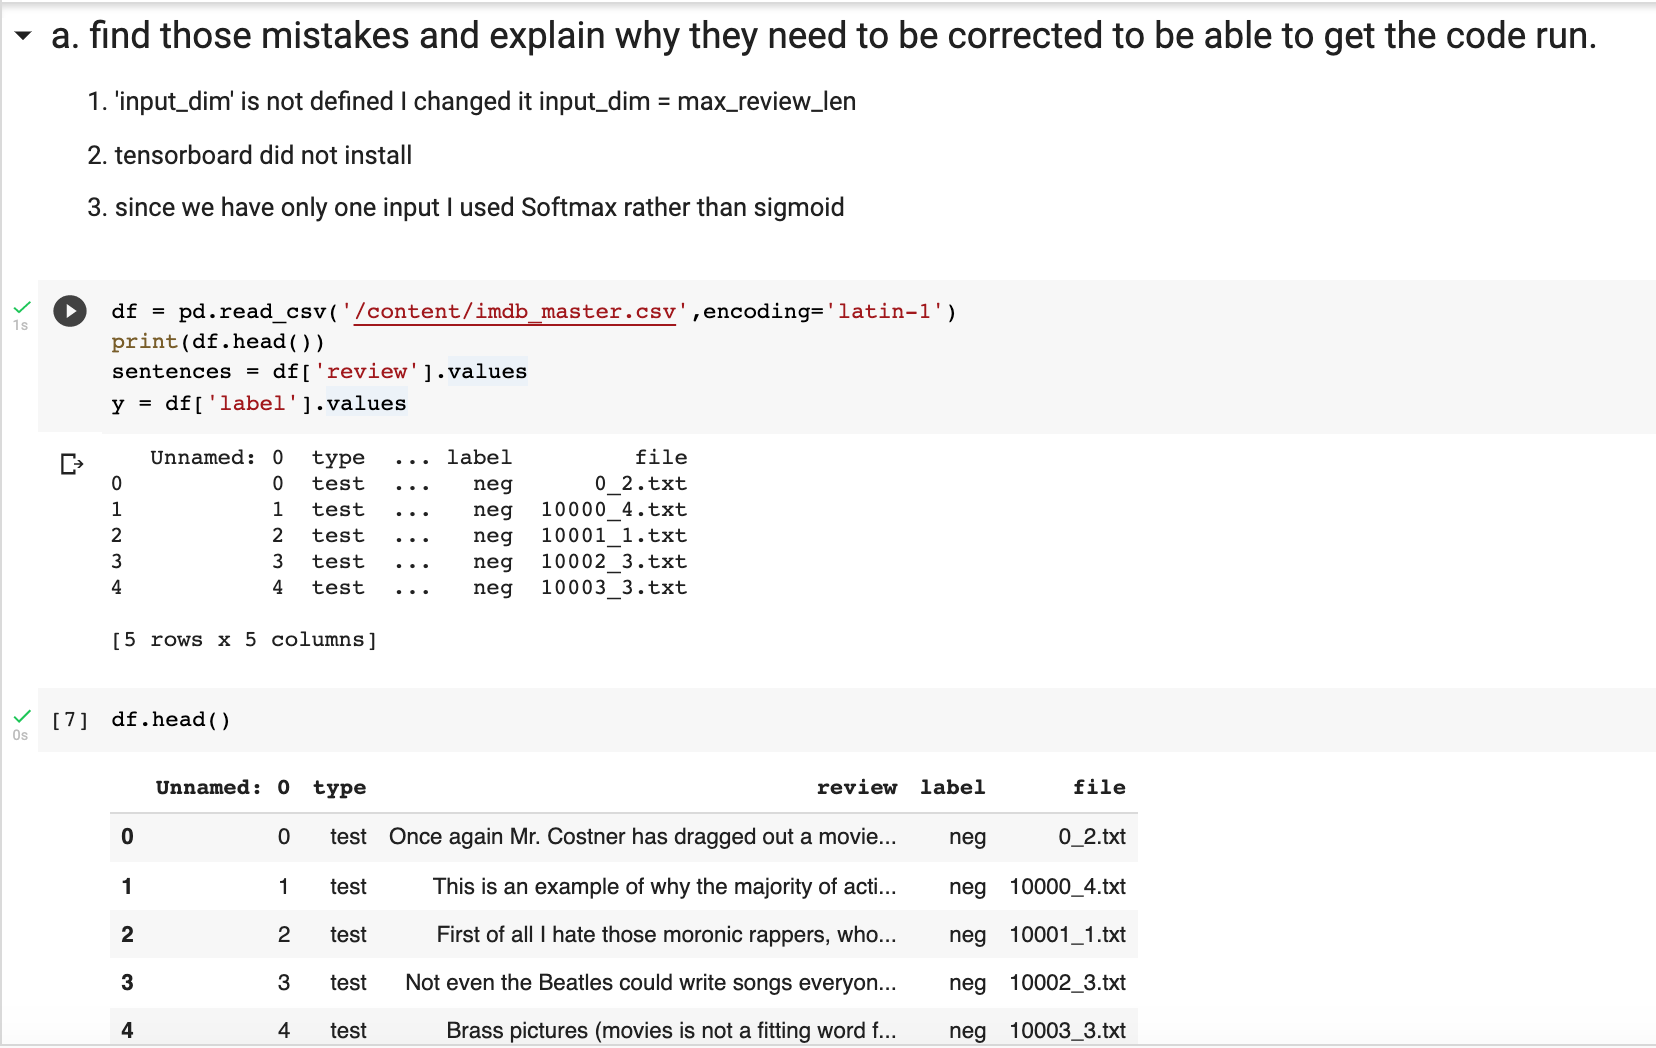 a. find those mistakes and explain why they need to be corrected to be able to get the code run.
1. 'input_dim' is not defined I changed it input_dim = max_review_len
2. tensorboard did not install
3. since we have only one input I used Softmax rather than sigmoid
1s
df = pd.read_csv('/content/imdb_master.csv',encoding='latin-1')
print(df.head())
sentences = df['review'].values
y = df['label'].values
Unnamed: 0 type ... label file
0 0 test ... neg 0_2.txt
1 1 test ... neg 10000_4.txt
2 2 test ... neg 10001_1.txt
3 3 test ... neg 10002_3.txt
4 4 test ... neg 10003_3.txt
[5 rows x 5 columns]
0s
[7] df.head()
Unnamed: 0 type review label file
0 0 test Once again Mr. Costner has dragged out a movie... neg 0_2.txt
1 1 test This is an example of why the majority of acti... neg 10000_4.txt
2 2 test First of all I hate those moronic rappers, who... neg 10001_1.txt
3 3 test Not even the Beatles could write songs everyon... neg 10002_3.txt
4 4 test Brass pictures (movies is not a fitting word f... neg 10003_3.txt